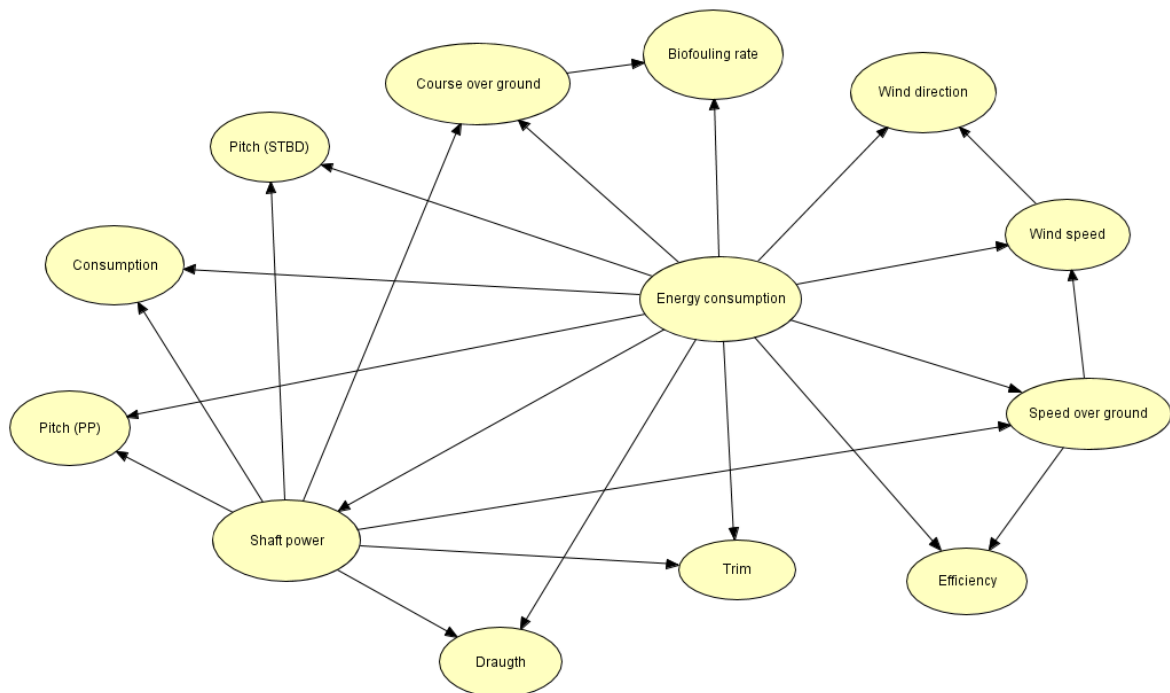 Biofouling rate
Course over ground
Wind direction
Pitch (STBD)
Wind speed
Consumption
Energy consumption
Speed over ground
Pitch (PP)
Shaft power
Trim
Efficiency
Draugth